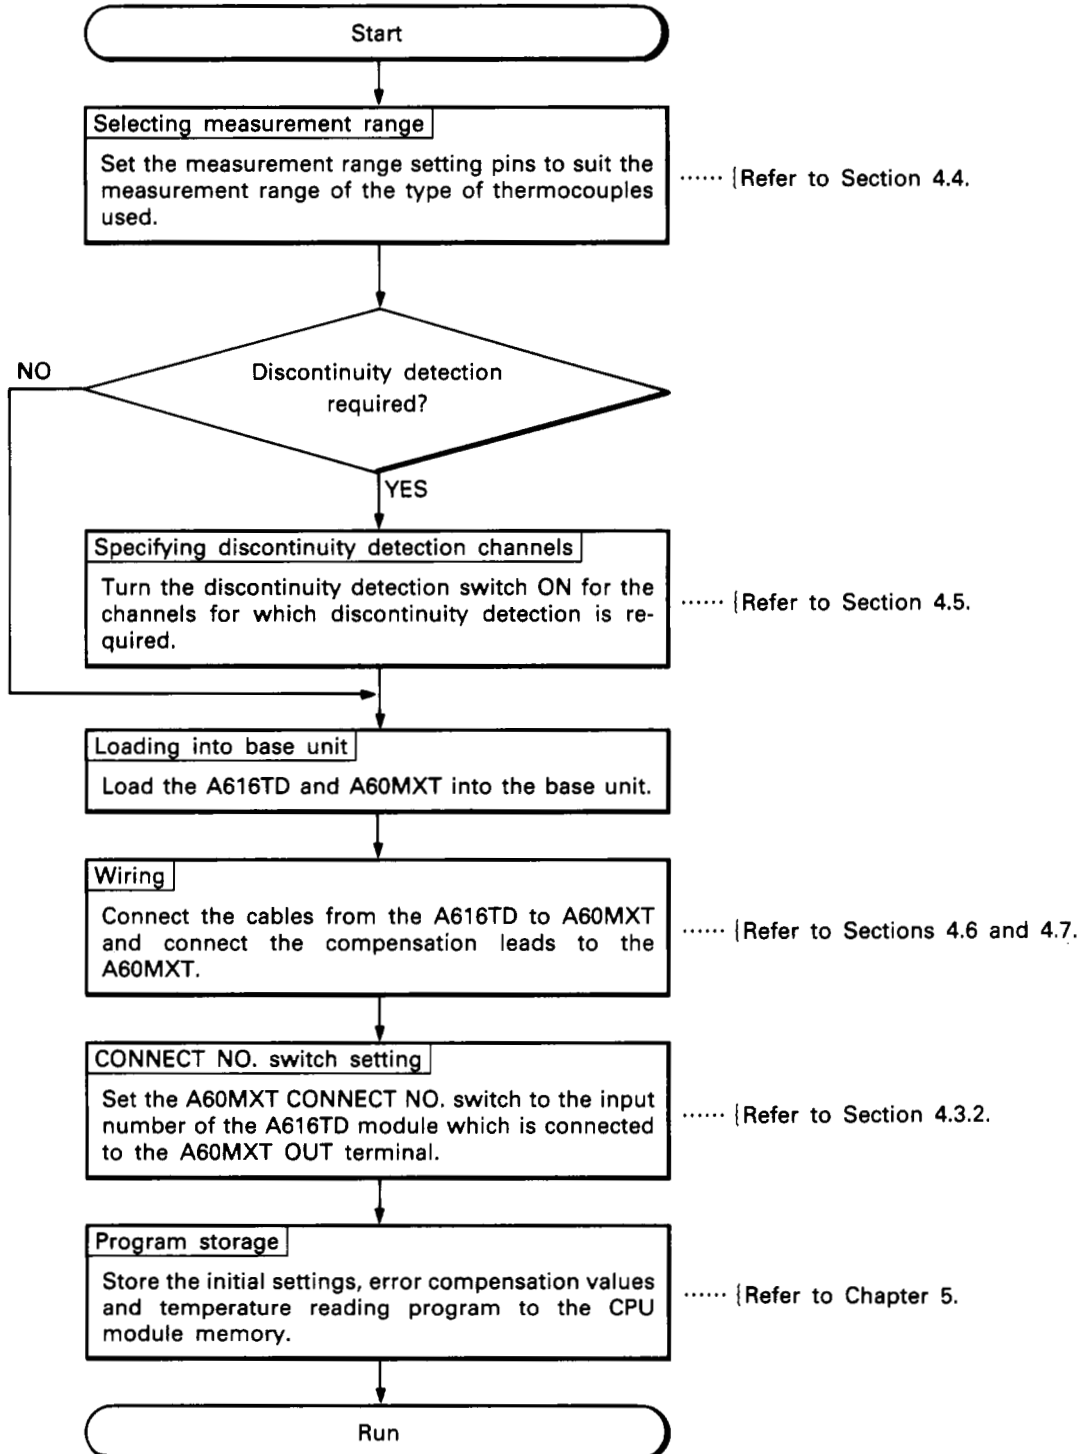 Start
Selecting measurement range
Set the measurement range setting pins to suit the
measurement range of the type of thermocouples
used.
...... {Refer to Section 4.4.
Discontinuity detection
required?
NO
YES
Specifying discontinuity detection channels
Turn the discontinuity detection switch ON for the
channels for which discontinuity detection is re-
quired.
...... {Refer to Section 4.5.
Loading into base unit
Load the A616TD and A60MXT into the base unit.
Wiring
Connect the cables from the A616TD to A60MXT
and connect the compensation leads to the
A60MXT.
...... {Refer to Sections 4.6 and 4.7.
CONNECT NO. switch setting
Set the A60MXT CONNECT NO. switch to the input
number of the A616TD module which is connected
to the A60MXT OUT terminal.
...... {Refer to Section 4.3.2.
Program storage
Store the initial settings, error compensation values
and temperature reading program to the CPU
module memory.
...... {Refer to Chapter 5.
Run